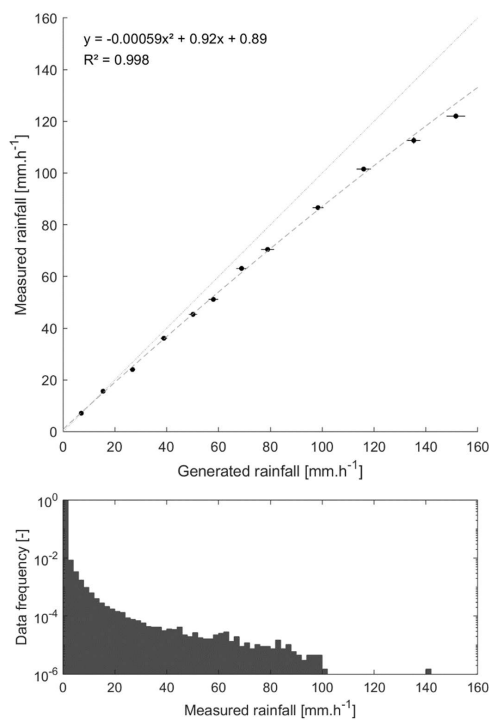 160
140
120
100
80
60
40
20
0
Measured rainfall [mm.h⁻¹]
y = -0.00059x² + 0.92x + 0.89
R² = 0.998
0 20 40 60 80 100 120 140 160
Generated rainfall [mm.h⁻¹]
10⁰
10⁻²
10⁻⁴
10⁻⁶
Data frequency [-]
0 20 40 60 80 100 120 140 160
Measured rainfall [mm.h⁻¹]